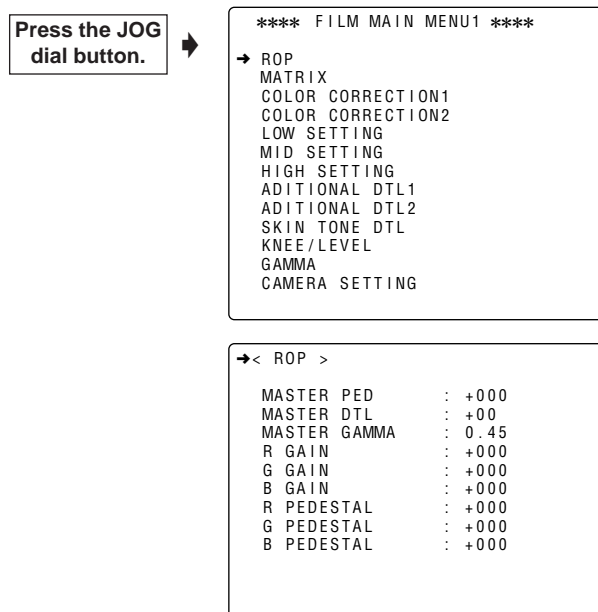 Press the JOG
dial button.
**** FILM MAIN MENU1 ****
→ ROP
MATRIX
COLOR CORRECTION1
COLOR CORRECTION2
LOW SETTING
MID SETTING
HIGH SETTING
ADITIONAL DTL1
ADITIONAL DTL2
SKIN TONE DTL
KNEE/LEVEL
GAMMA
CAMERA SETTING
→< ROP >
MASTER PED : +000
MASTER DTL : +00
MASTER GAMMA : 0.45
R GAIN : +000
G GAIN : +000
B GAIN : +000
R PEDESTAL : +000
G PEDESTAL : +000
B PEDESTAL : +000